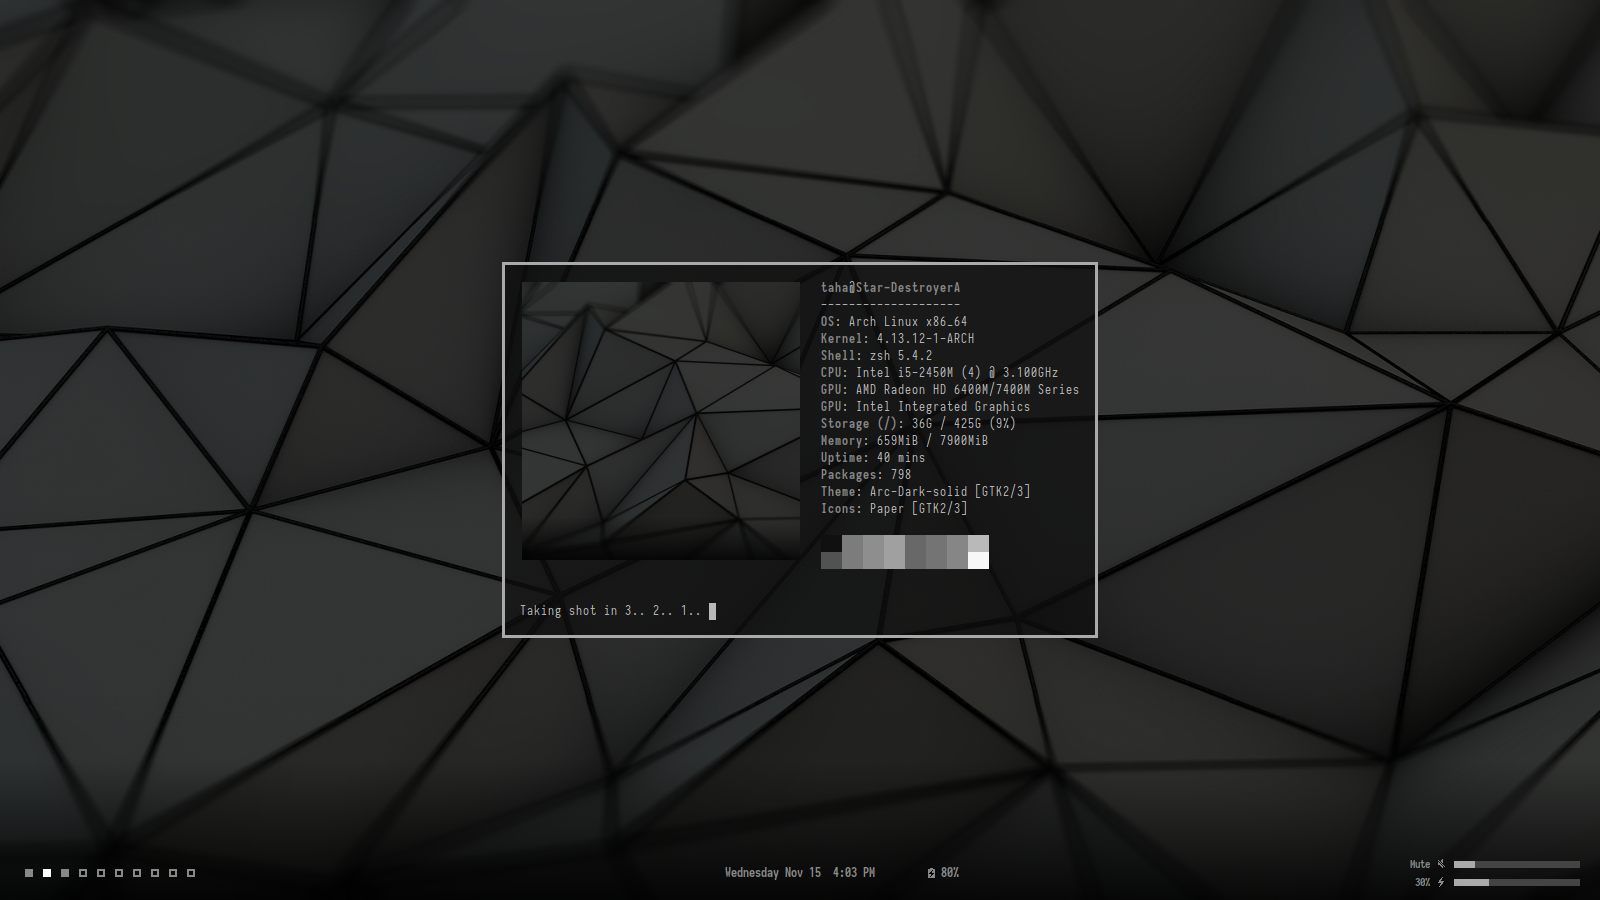 taha@Star-DestroyerA
--------------------
OS: Arch Linux x86_64
Kernel: 4.13.12-1-ARCH
Shell: zsh 5.4.2
CPU: Intel i5-2450M (4) @ 3.100GHz
GPU: AMD Radeon HD 6400M/7400M Series
GPU: Intel Integrated Graphics
Storage (/): 36G / 425G (9%)
Memory: 659MiB / 7900MiB
Uptime: 40 mins
Packages: 798
Theme: Arc-Dark-solid [GTK2/3]
Icons: Paper [GTK2/3]
Taking shot in 3.. 2.. 1..
Wednesday Nov 15 4:03 PM 80%
Mute
30%